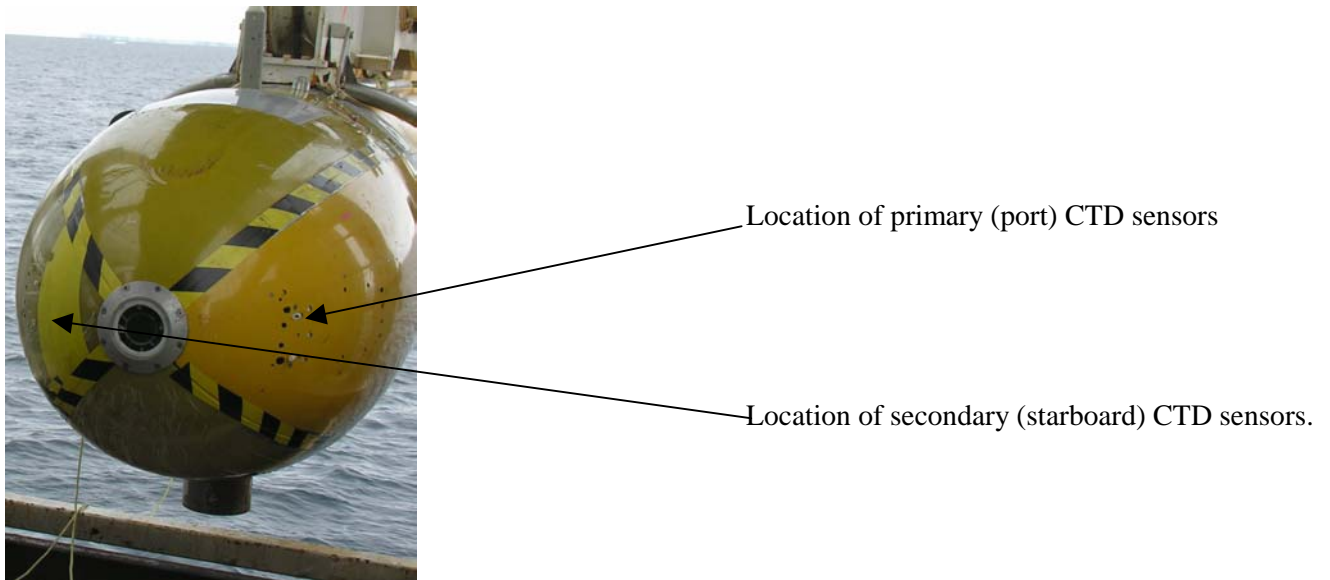 Location of primary (port) CTD sensors
Location of secondary (starboard) CTD sensors.